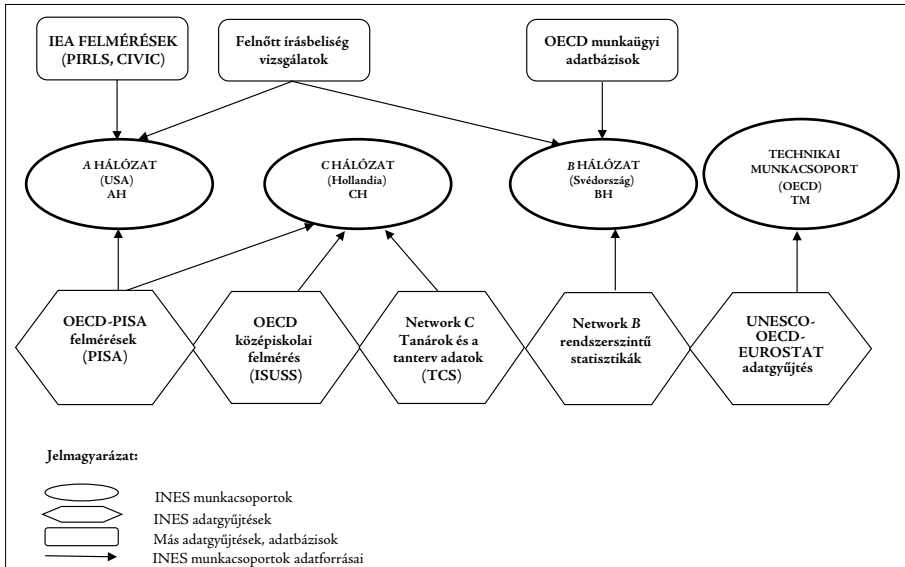 IEA FELMÉRÉSEK
(PIRLS, CIVIC)
Felnőtt írásbeliség
vizsgálatok
OECD munkaügyi
adatbázisok
A HÁLÓZAT
(USA)
AH
C HÁLÓZAT
(Hollandia)
CH
B HÁLÓZAT
(Svédország)
BH
TECHNIKAI
MUNKACSOPORT
(OECD)
TM
OECD-PISA
felmérések
(PISA)
OECD
középiskolai
felmérés
(ISUSS)
Network C
Tanárok és a
tanterv adatok
(TCS)
Network B
rendszerszintű
statisztikák
UNESCO-
OECD-
EUROSTAT
adatgyűjtés
Jelmagyarázat:
INES munkacsoportok
INES adatgyűjtések
Más adatgyűjtések, adatbázisok
INES munkacsoportok adatforrásai